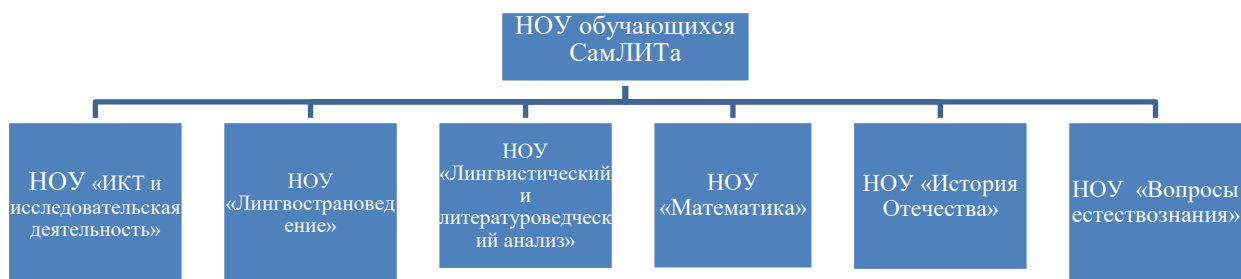 НОУ обучающихся
СамЛИТа
НОУ «ИКТ и
исследовательская
деятельность»
НОУ
«Лингвострановед
ение»
НОУ
«Лингвистический
и
литературоведческ
ий анализ»
НОУ
«Математика»
НОУ «История
Отечества»
НОУ «Вопросы
естествознания»